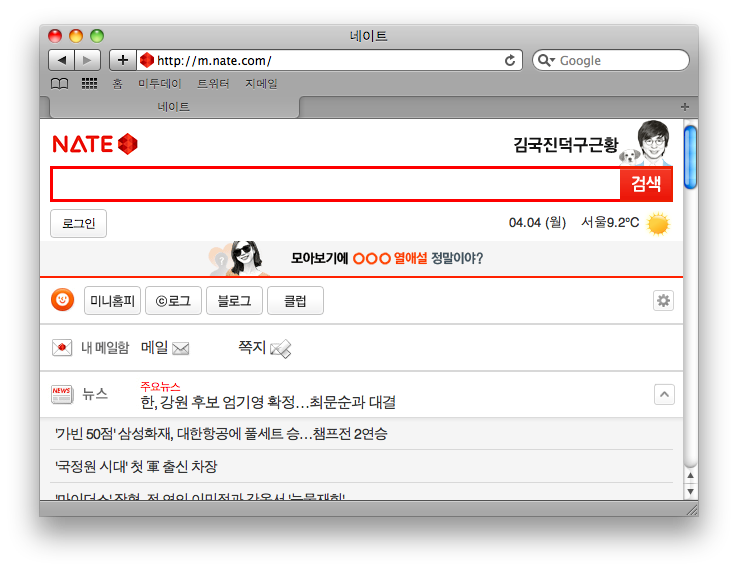 네이트
http://m.nate.com/
Google
홈 미투데이 트위터 지메일
네이트
NATE
김국진덕구근황
검색
로그인
04.04 (월) 서울9.2ºC
모아보기에 OOO 열애설 정말이야?
미니홈피 ⓒ로그 블로그 클럽
내 메일함 메일 쪽지
NEWS 뉴스
주요뉴스
한, 강원 후보 엄기영 확정…최문순과 대결
'가빈 50점' 삼성화재, 대한항공에 풀세트 승…챔프전 2연승
'국정원 시대' 첫 軍 출신 차장